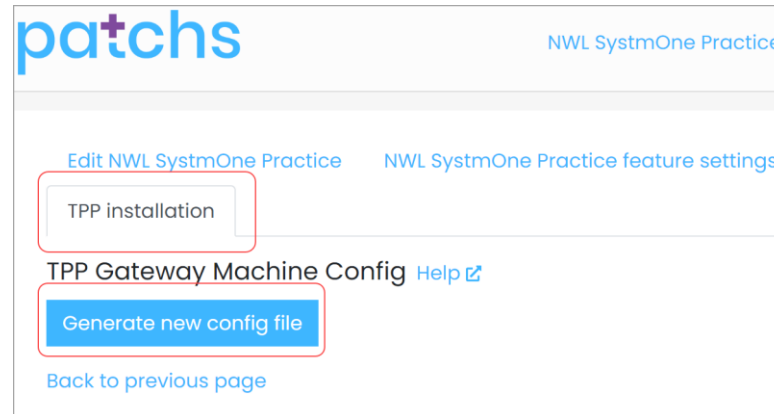 patchs
NWL SystmOne Practice
Edit NWL SystmOne Practice NWL SystmOne Practice feature settings
TPP installation
TPP Gateway Machine Config Help
Generate new config file
Back to previous page